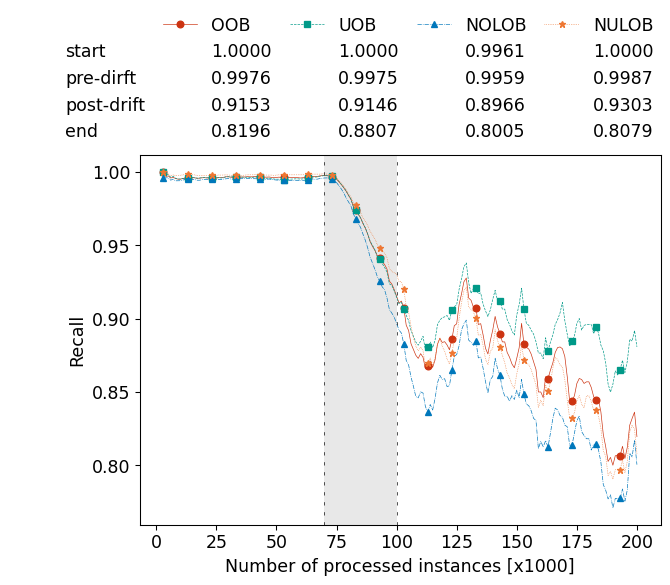 OOB UOB NOLOB NULOB
start 1.0000 1.0000 0.9961 1.0000
pre-dirft 0.9976 0.9975 0.9959 0.9987
post-drift 0.9153 0.9146 0.8966 0.9303
end 0.8196 0.8807 0.8005 0.8079
1.00
0.95
0.90
0.85
0.80
Recall
0 25 50 75 100 125 150 175 200
Number of processed instances [x1000]